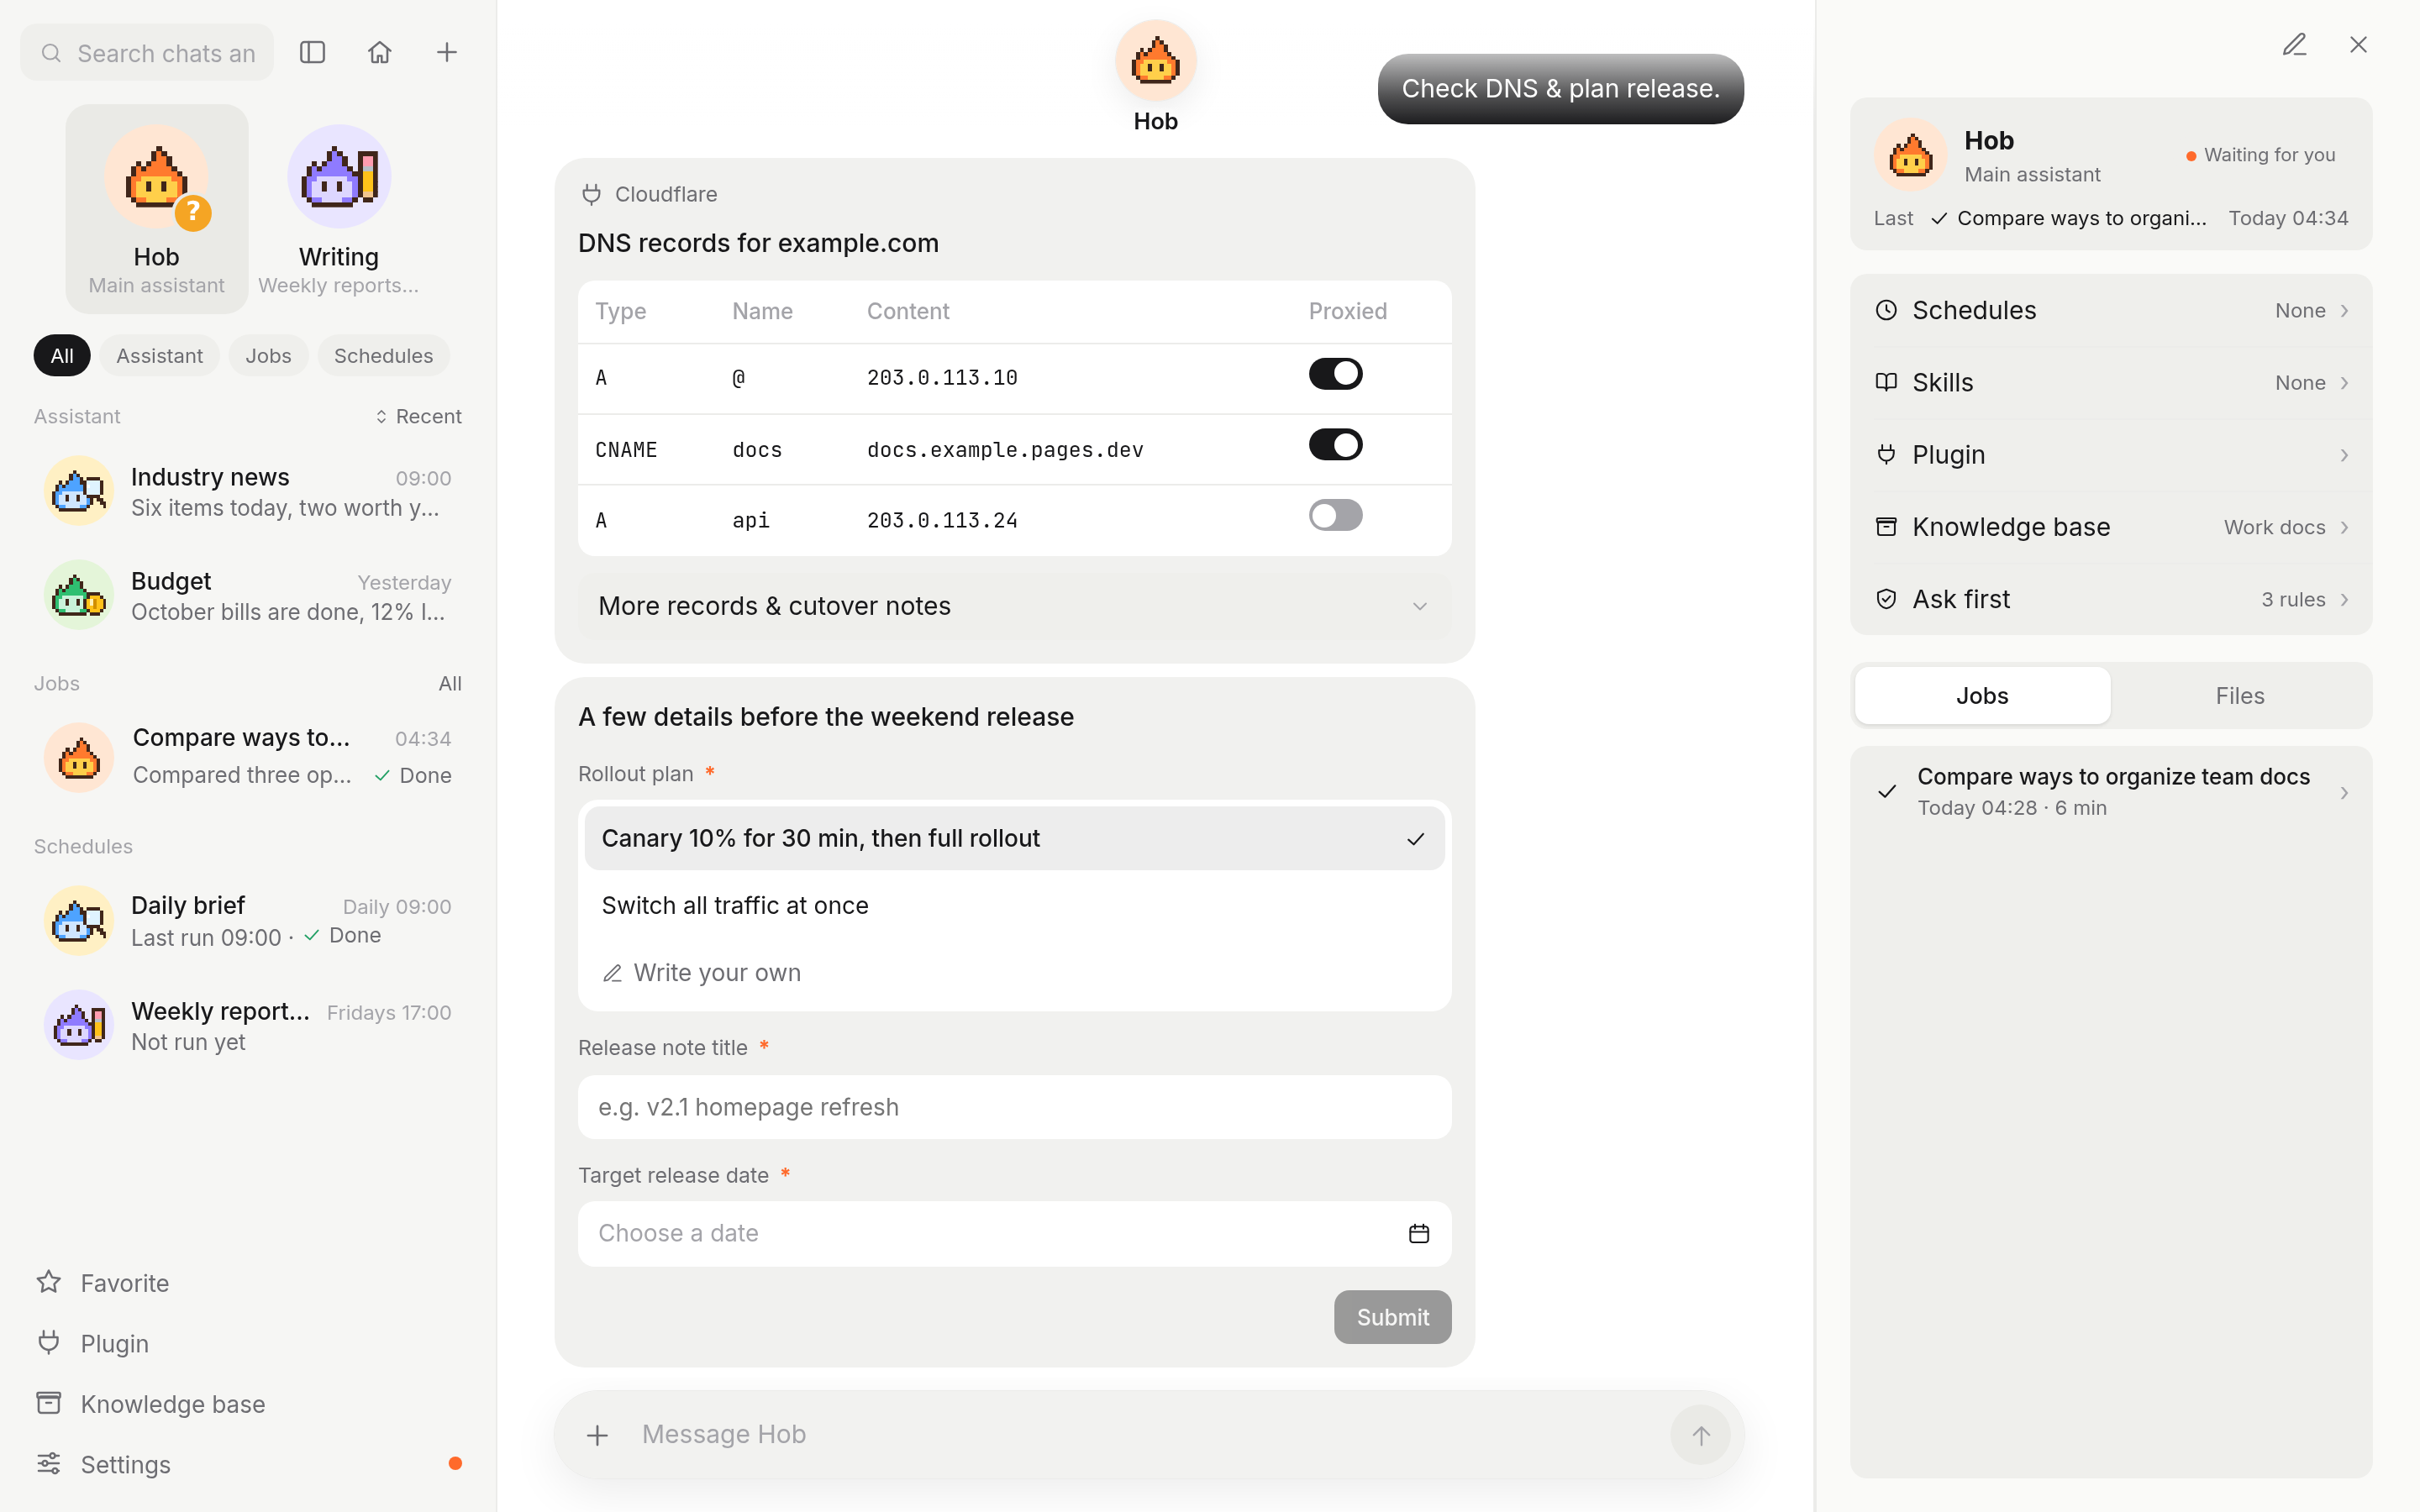 Search chats an
Hob
Main assistant
Writing
Weekly reports...
All
Assistant
Jobs
Schedules
Assistant
Recent
Industry news
09:00
Six items today, two worth y...
Budget
Yesterday
October bills are done, 12% l...
Jobs
All
Compare ways to...
04:34
Compared three op...
Done
Schedules
Daily brief
Daily 09:00
Last run 09:00 ·
Done
Weekly report...
Fridays 17:00
Not run yet
Favorite
Plugin
Knowledge base
Settings
Hob
Check DNS & plan release.
Cloudflare
DNS records for example.com
Type Name Content Proxied
A @ 203.0.113.10
CNAME docs docs.example.pages.dev
A api 203.0.113.24
More records & cutover notes
A few details before the weekend release
Rollout plan *
Canary 10% for 30 min, then full rollout
Switch all traffic at once
Write your own
Release note title *
e.g. v2.1 homepage refresh
Target release date *
Choose a date
Submit
Message Hob
Hob
Main assistant
Waiting for you
Last
Compare ways to organi...
Today 04:34
Schedules
None
Skills
None
Plugin
Knowledge base
Work docs
Ask first
3 rules
Jobs
Files
Compare ways to organize team docs
Today 04:28 · 6 min